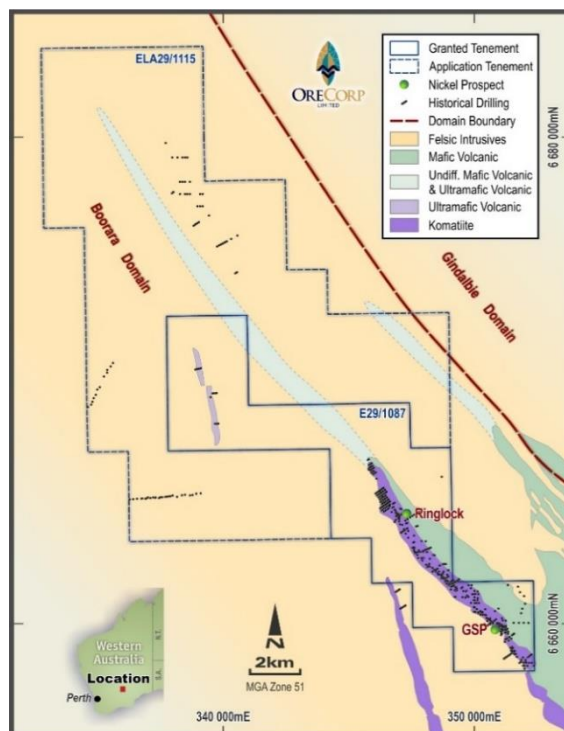 ELA29/1115
ORECORP
LIMITED
Granted Tenement
Application Tenement
Nickel Prospect
Historical Drilling
Domain Boundary
Felsic Intrusives
Mafic Volcanic
Undiff. Mafic Volcanic
& Ultramafic Volcanic
Ultramafic Volcanic
Komatiite
6 680 000mN
Boorara Domain
Gindalbie Domain
E29/1087
Ringlock
GSP
6 660 000mN
Western
Australia
Location
Perth
N.T.
S.A.
N
2km
MGA Zone 51
340 000mE
350 000mE